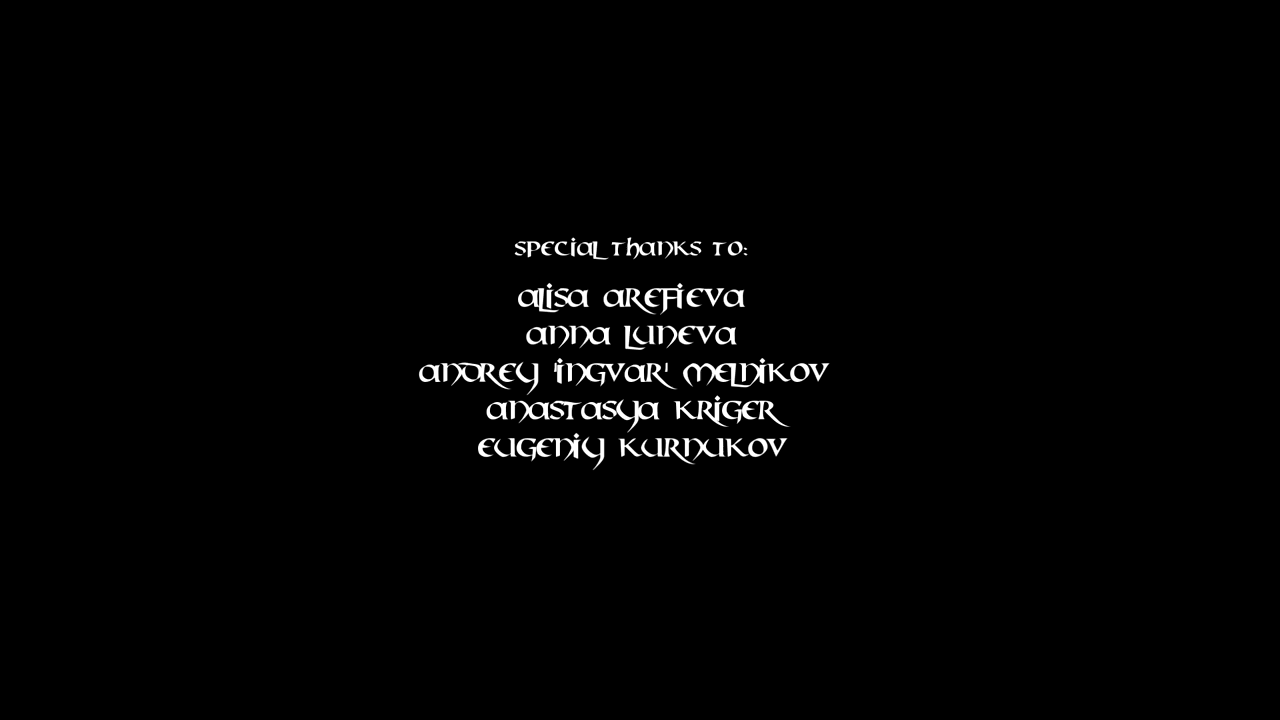 Special Thanks to:
Alisa Arefieva
Anna Luneva
Andrey 'Ingvar' Melnikov
Anastasya Kriger
Eugeniy Kurnukov